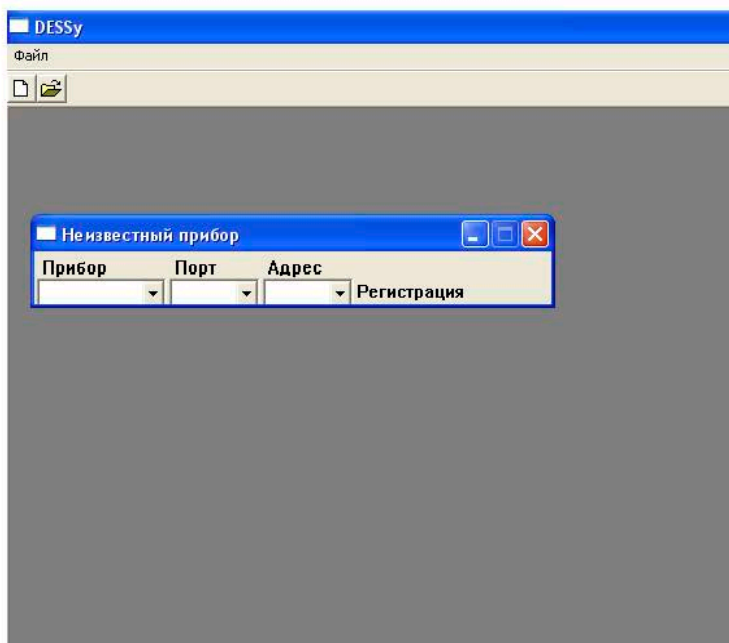 DESSy
Файл
Неизвестный прибор
Прибор Порт Адрес
Регистрация